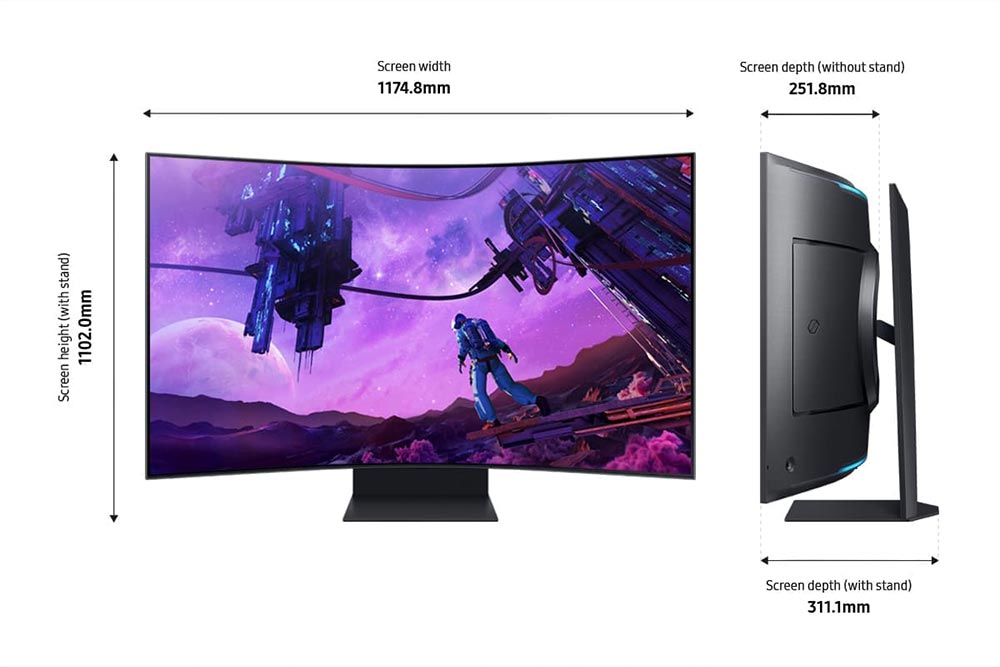 Screen width
1174.8mm
Screen depth (without stand)
251.8mm
Screen height (with stand)
1102.0mm
Screen depth (with stand)
311.1mm